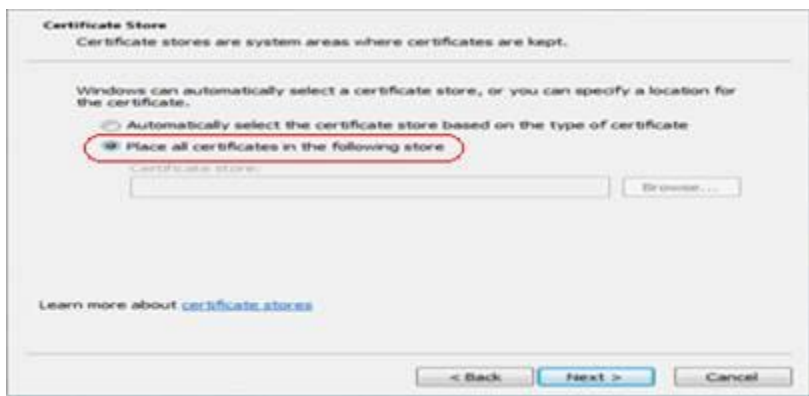 Certificate Store
Certificate stores are system areas where certificates are kept.
Windows can automatically select a certificate store, or you can specify a location for
the certificate.
Automatically select the certificate store based on the type of certificate
Place all certificates in the following store
Certificate store:
Browse...
Learn more about certificate stores
< Back
Next >
Cancel